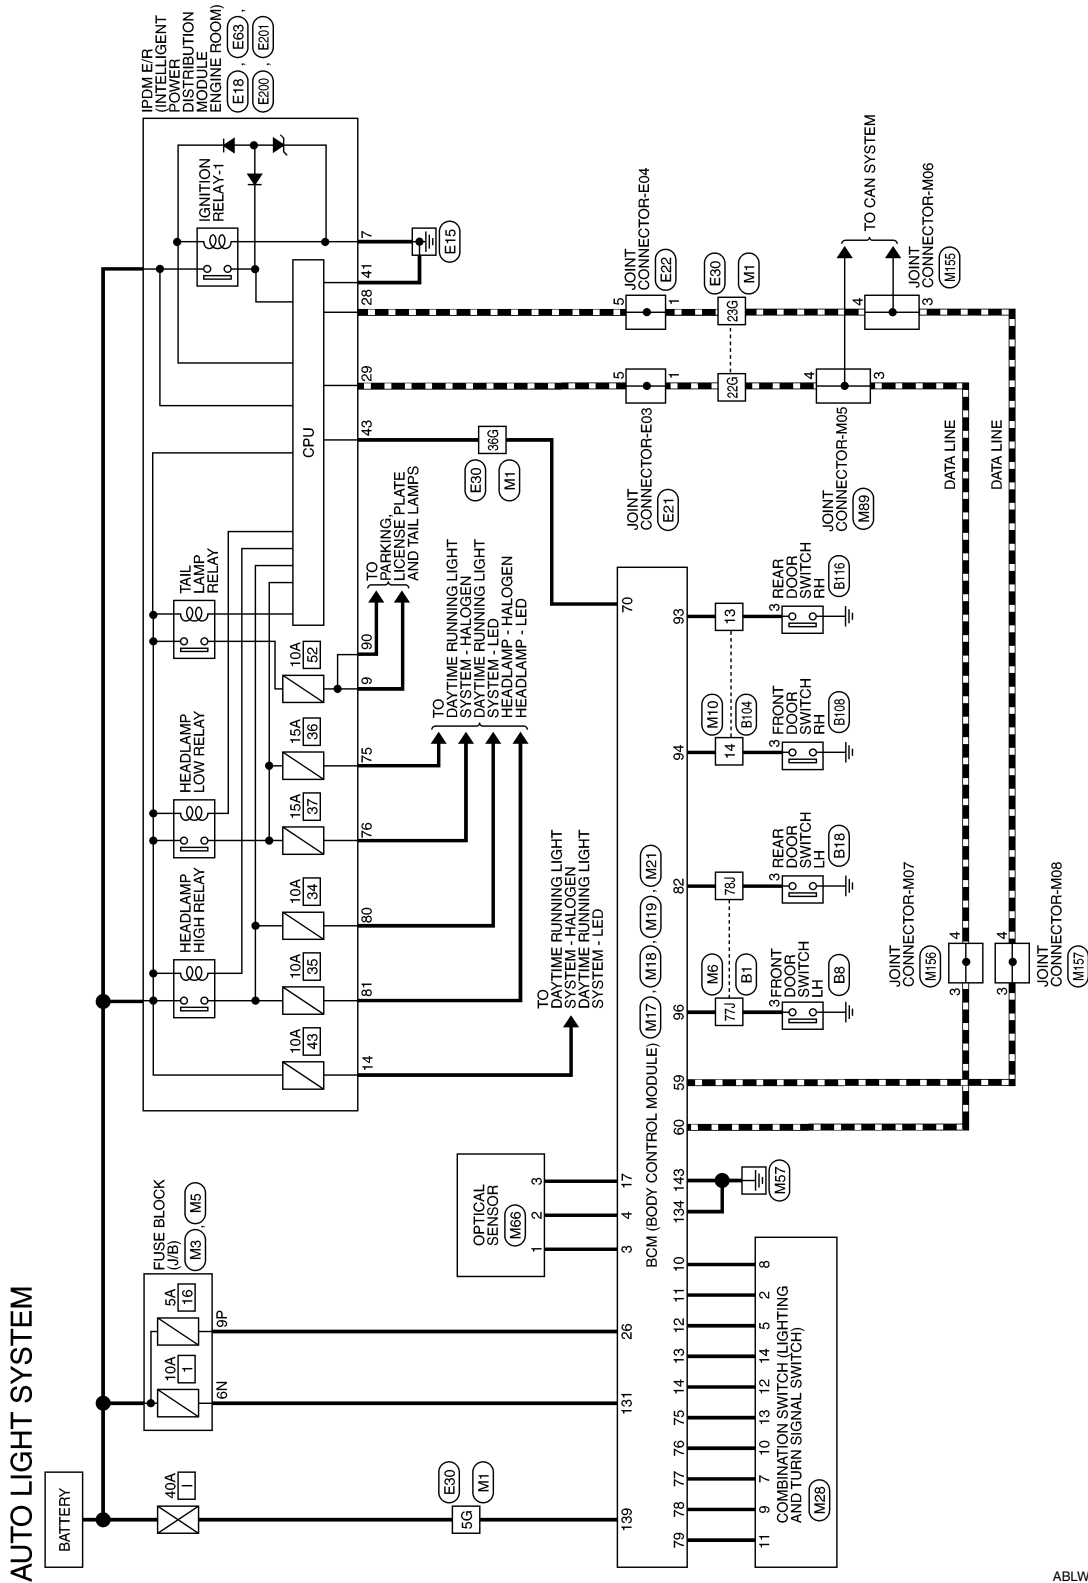 AUTO LIGHT SYSTEM
BATTERY
40A
I
FUSE BLOCK
(J/B)
M3 , M5
10A
1
5A
16
6N
9P
E30
M1
5G
IPDM E/R
(INTELLIGENT
POWER
DISTRIBUTION
MODULE
ENGINE ROOM)
E18 , E63 ,
E200 , E201
HEADLAMP
HIGH RELAY
HEADLAMP
LOW RELAY
TAIL
LAMP
RELAY
IGNITION
RELAY-1
CPU
10A
43
10A
35
10A
34
15A
37
15A
36
10A
52
14
81
80
76
75
9
90
43
29
28
41
7
E15
TO
DAYTIME RUNNING LIGHT
SYSTEM - HALOGEN
DAYTIME RUNNING LIGHT
SYSTEM - LED
TO
DAYTIME RUNNING LIGHT
SYSTEM - HALOGEN
DAYTIME RUNNING LIGHT
SYSTEM - LED
HEADLAMP - HALOGEN
HEADLAMP - LED
TO
PARKING,
LICENSE PLATE
AND TAIL LAMPS
E30
M1
36G
5
JOINT
CONNECTOR-E03
E21
1
5
JOINT
CONNECTOR-E04
E22
1
22G
23G
E30
M1
4
JOINT
CONNECTOR-M05
M89
3
4
JOINT
CONNECTOR-M06
M155
3
TO CAN SYSTEM
DATA LINE
DATA LINE
OPTICAL
SENSOR
M66
1
2
3
139
131
26
3
4
17
70
BCM (BODY CONTROL MODULE) M17 , M18 , M19 , M21
79
78
77
76
75
14
13
12
11
10
134
143
60
59
96
82
94
93
M57
11
9
7
10
13
12
14
5
2
8
COMBINATION SWITCH (LIGHTING
AND TURN SIGNAL SWITCH)
M28
M6
B1
77J
78J
M10
B104
14
13
3
FRONT
DOOR
SWITCH
LH
B8
3
REAR
DOOR
SWITCH
LH
B18
3
FRONT
DOOR
SWITCH
RH
B108
3
REAR
DOOR
SWITCH
RH
B116
JOINT
CONNECTOR-M07
M156
3
4
JOINT
CONNECTOR-M08
M157
3
4
ABLW